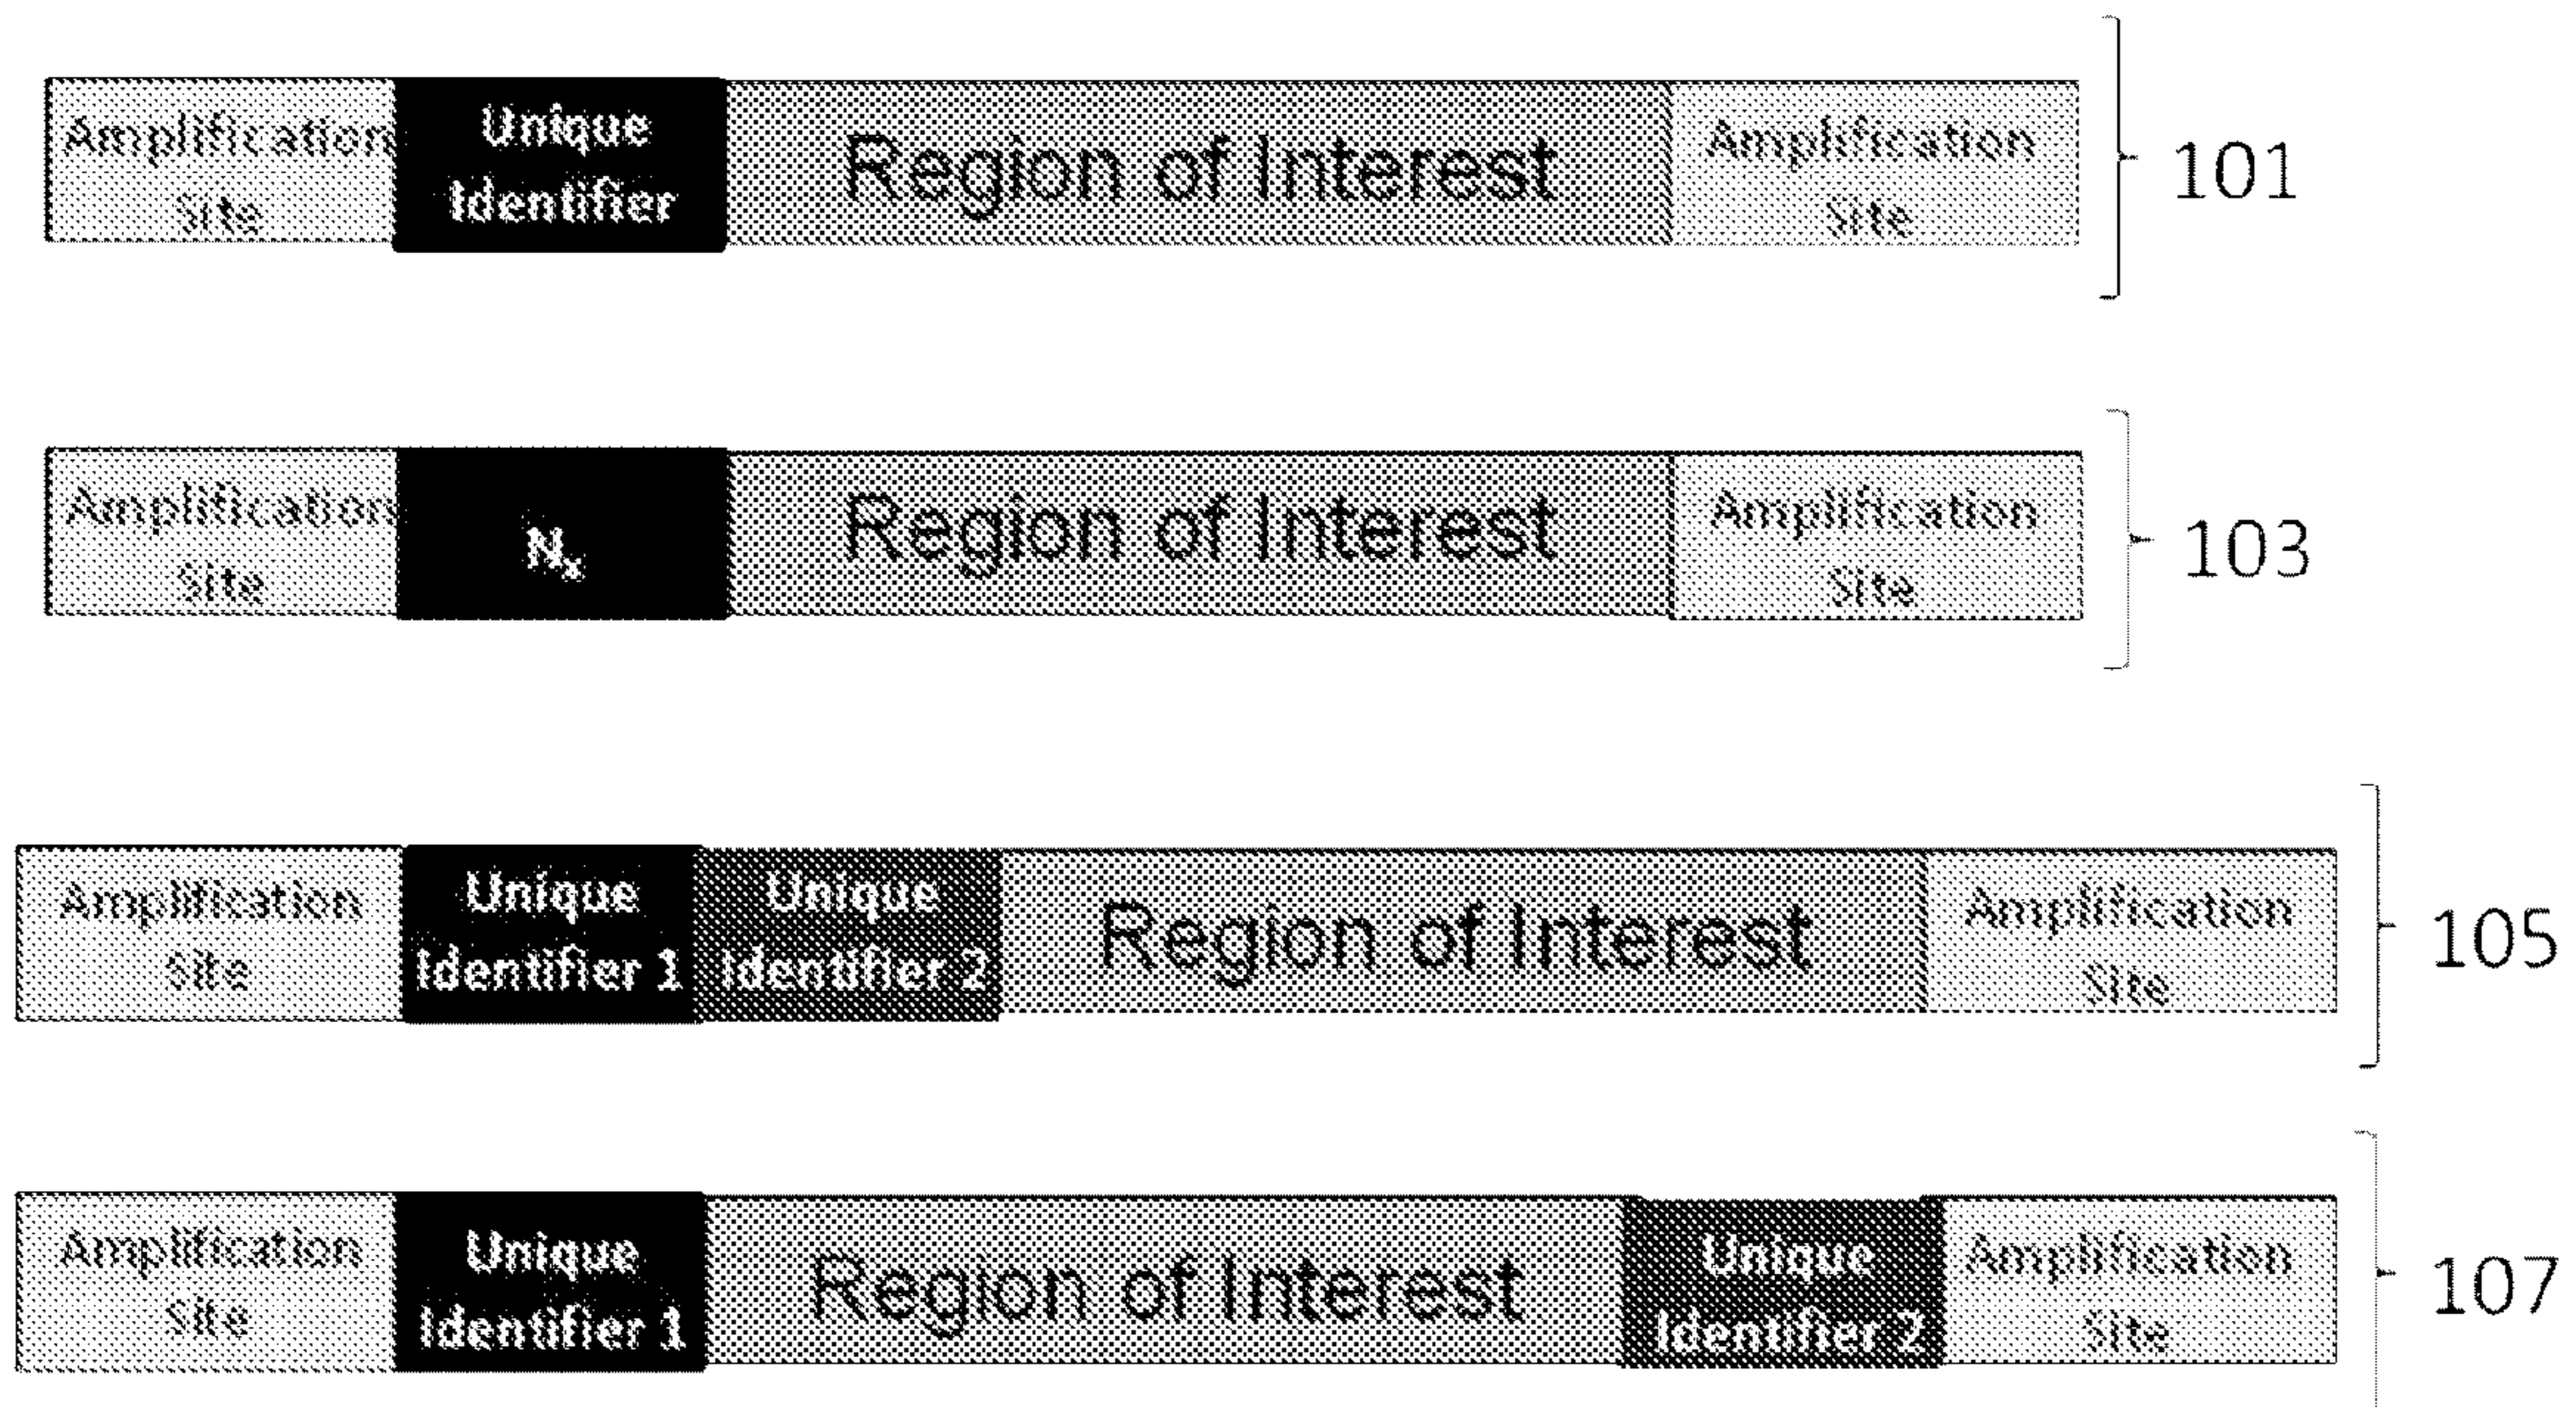 Amplification Site Unique Identifier Region of Interest Amplification Site 101
Amplification Site Nx Region of Interest Amplification Site 103
Amplification Site Unique Identifier 1 Unique Identifier 2 Region of Interest Amplification Site 105
Amplification Site Unique Identifier 1 Region of Interest Unique Identifier 2 Amplification Site 107